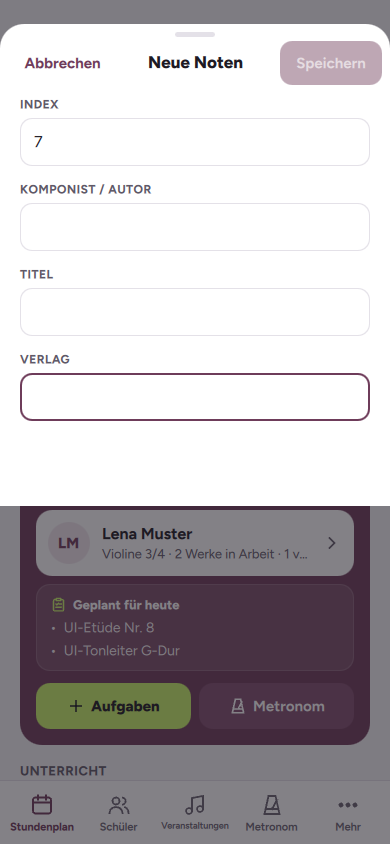 Abbrechen
Neue Noten
Speichern
INDEX
7
KOMPONIST / AUTOR
TITEL
VERLAG
LM
Lena Muster
Violine 3/4 · 2 Werke in Arbeit · 1 v...
Geplant für heute
• UI-Etüde Nr. 8
• UI-Tonleiter G-Dur
+ Aufgaben
Metronom
UNTERRICHT
Stundenplan
Schüler
Veranstaltungen
Metronom
Mehr